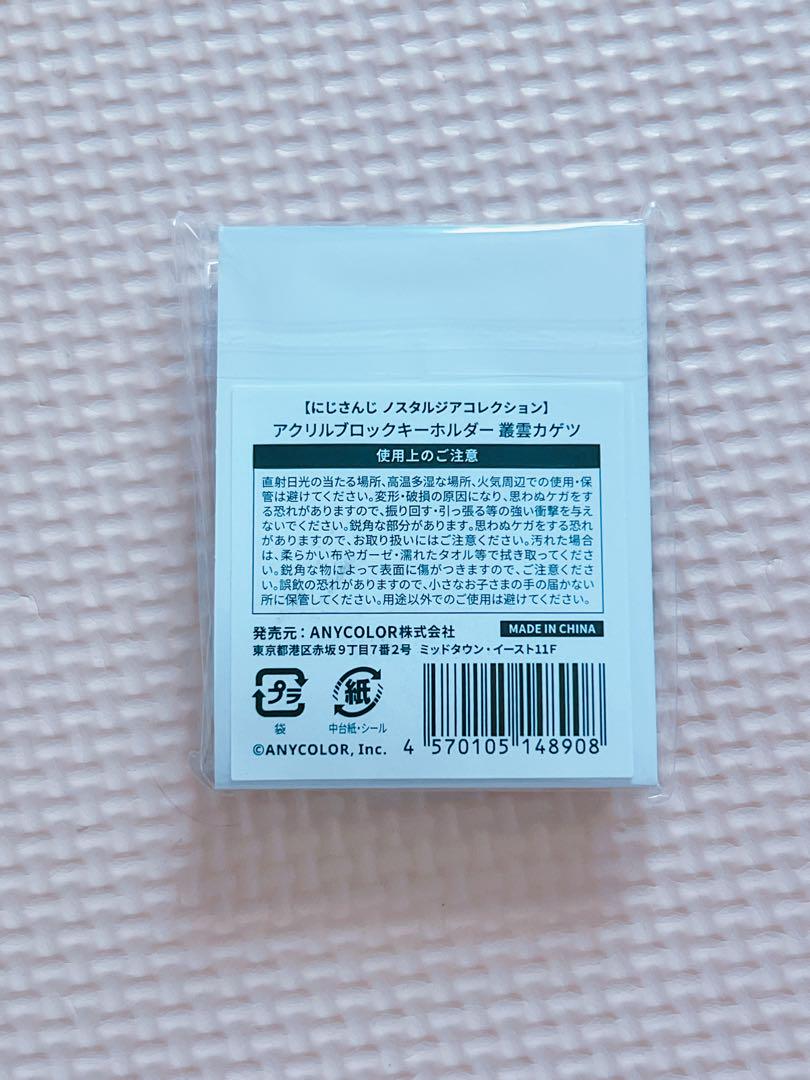 【にじさんじ ノスタルジアコレクション】
アクリルブロックキーホルダー 叢雲カゲツ
使用上のご注意
直射日光の当たる場所、高温多湿な場所、火気周辺での使用・保
管は避けてください。変形・破損の原因になり、思わぬケガをす
る恐れがありますので、振り回す・引っ張る等の強い衝撃を与え
ないでください。鋭角な部分があります。思わぬケガをする恐れ
がありますので、お取り扱いにはご注意ください。汚れた場合
は、柔らかい布やガーゼ・濡れたタオル等で拭き取ってくださ
い。鋭角な物によって表面に傷がつきますので、ご注意くださ
い。誤飲の恐れがありますので、小さなお子さまの手の届かない
所に保管してください。用途以外でのご使用は避けてください。
発売元：ANYCOLOR株式会社
MADE IN CHINA
東京都港区赤坂9丁目7番2号 ミッドタウン・イースト11F
プラ
袋
紙
中台紙・シール
©ANYCOLOR, Inc.
4 570105 148908